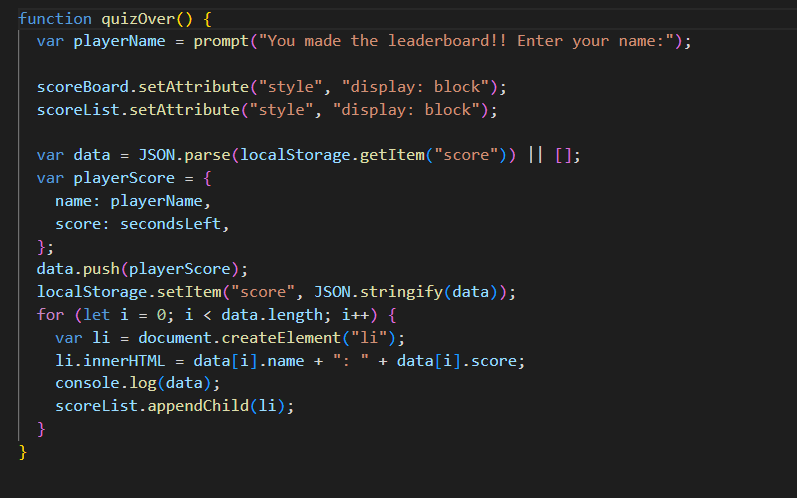 function quizOver() {
  var playerName = prompt("You made the leaderboard!! Enter your name:");

  scoreBoard.setAttribute("style", "display: block");
  scoreList.setAttribute("style", "display: block");

  var data = JSON.parse(localStorage.getItem("score")) || [];
  var playerScore = {
    name: playerName,
    score: secondsLeft,
  };
  data.push(playerScore);
  localStorage.setItem("score", JSON.stringify(data));
  for (let i = 0; i < data.length; i++) {
    var li = document.createElement("li");
    li.innerHTML = data[i].name + ": " + data[i].score;
    console.log(data);
    scoreList.appendChild(li);
  }
}